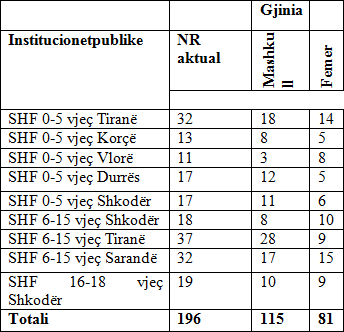 Gjinia
Institucionetpublike NR aktual Mashkull Femer
SHF 0-5 vjeç Tiranë 32 18 14
SHF 0-5 vjeç Korçë 13 8 5
SHF 0-5 vjeç Vlorë 11 3 8
SHF 0-5 vjeç Durrës 17 12 5
SHF 0-5 vjeç Shkodër 17 11 6
SHF 6-15 vjeç Shkodër 18 8 10
SHF 6-15 vjeç Tiranë 37 28 9
SHF 6-15 vjeç Sarandë 32 17 15
SHF 16-18 vjeç Shkodër 19 10 9
Totali 196 115 81